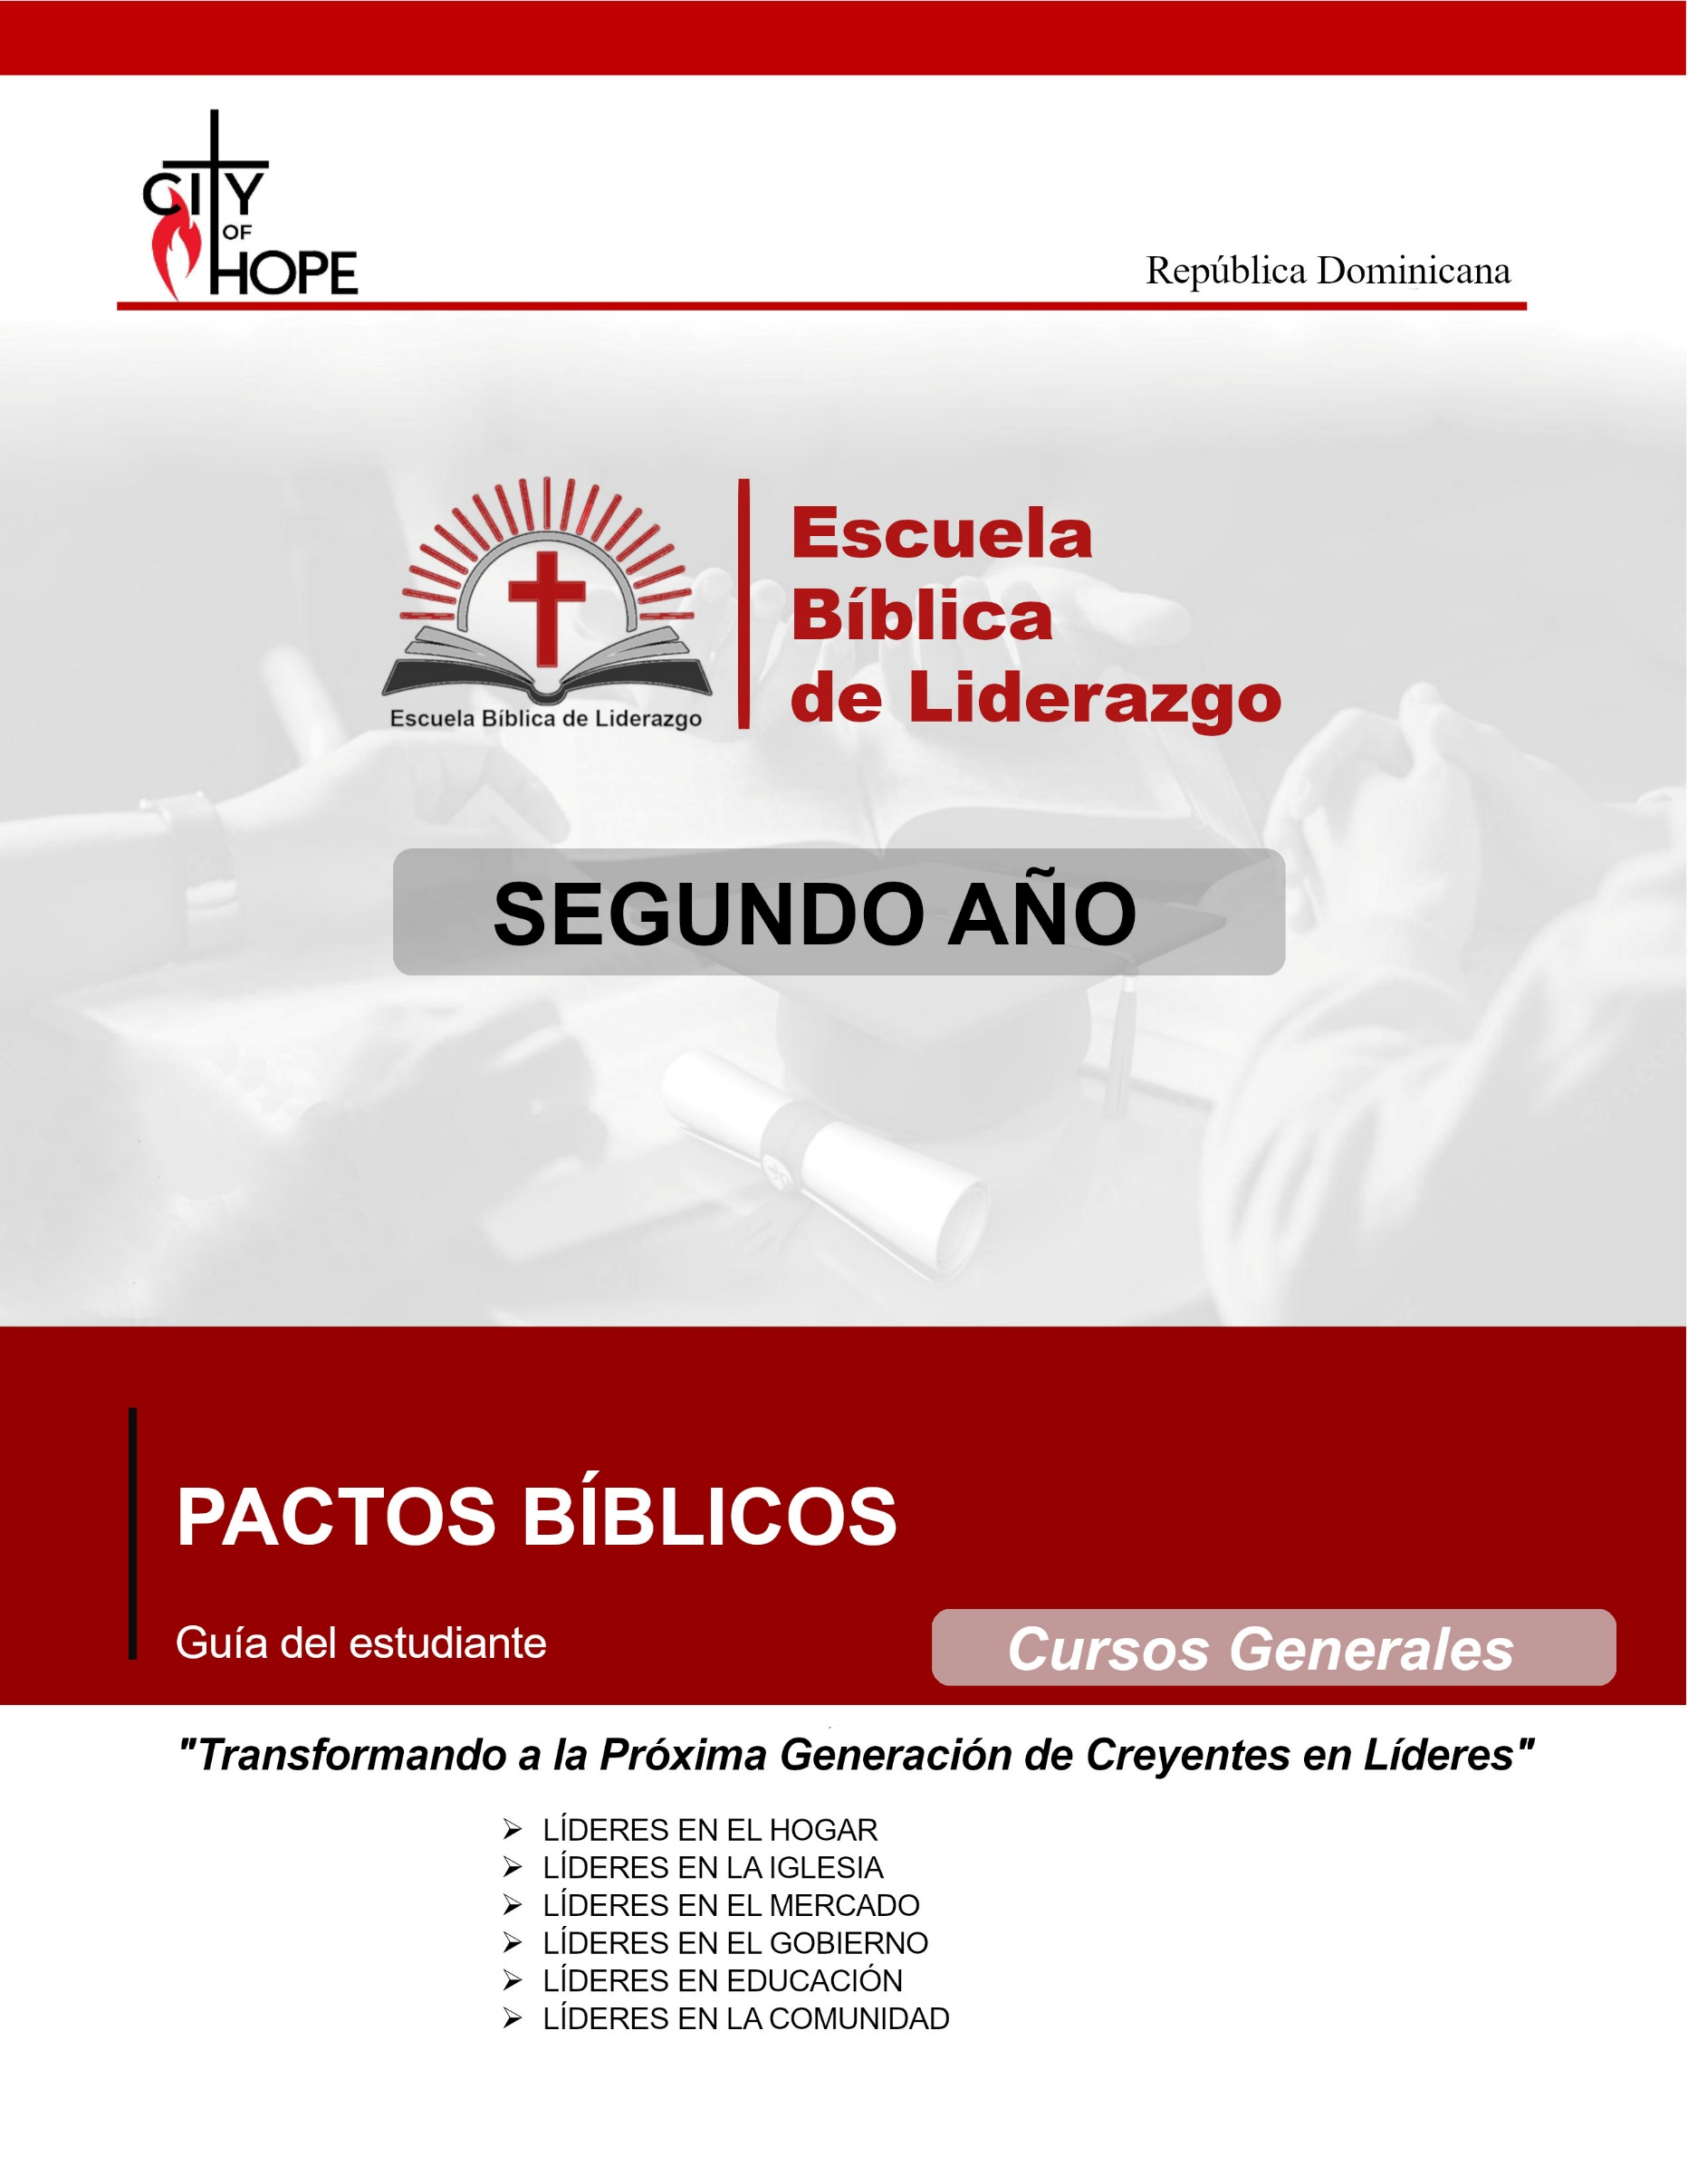 CITY
OF
HOPE
República Dominicana
Escuela
Bíblica
de Liderazgo
Escuela Bíblica de Liderazgo
SEGUNDO AÑO
PACTOS BÍBLICOS
Guía del estudiante
Cursos Generales
"Transformando a la Próxima Generación de Creyentes en Líderes"
➢ LÍDERES EN EL HOGAR
➢ LÍDERES EN LA IGLESIA
➢ LÍDERES EN EL MERCADO
➢ LÍDERES EN EL GOBIERNO
➢ LÍDERES EN EDUCACIÓN
➢ LÍDERES EN LA COMUNIDAD